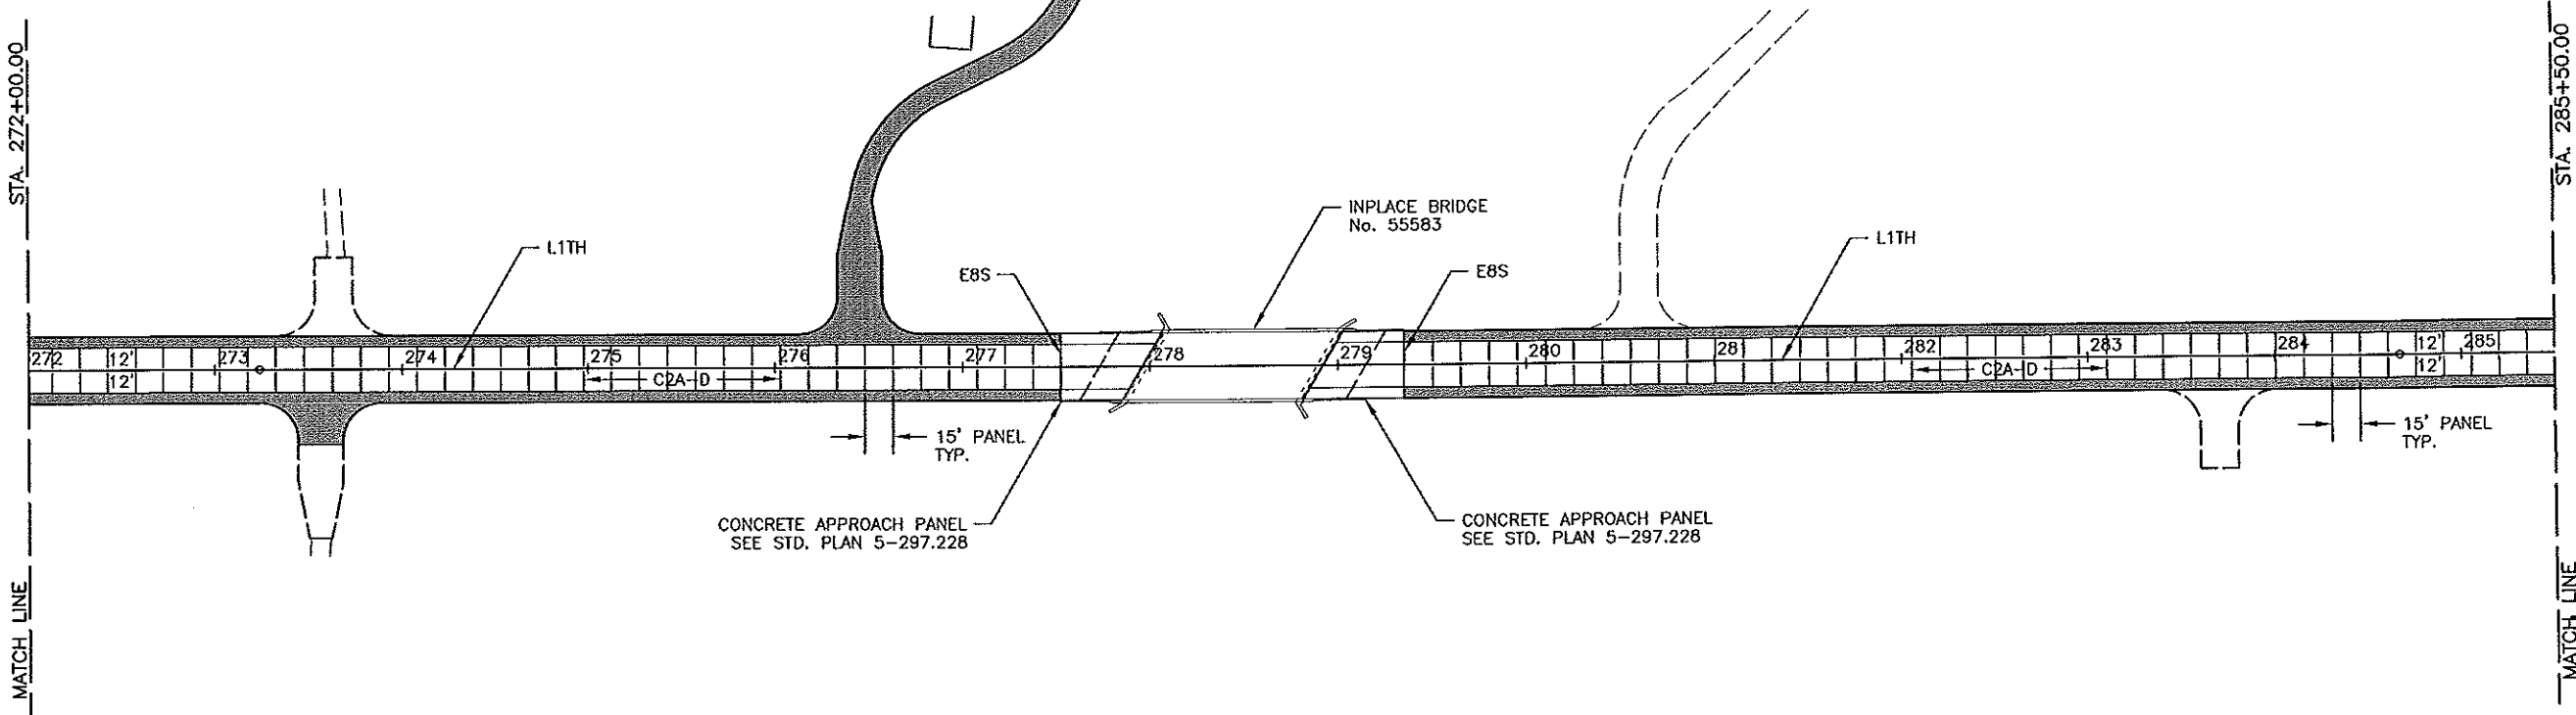 STA. 272+00.00
STA. 285+50.00
INPLACE BRIDGE
No. 55583
L1TH
L1TH
E8S
E8S
272
12'
273
274
275
276
277
278
279
280
281
282
283
284
12'
285
12'
C2A-D
C2A-D
12'
15' PANEL
TYP.
15' PANEL
TYP.
CONCRETE APPROACH PANEL
SEE STD. PLAN 5-297.228
CONCRETE APPROACH PANEL
SEE STD. PLAN 5-297.228
MATCH LINE
MATCH LINE